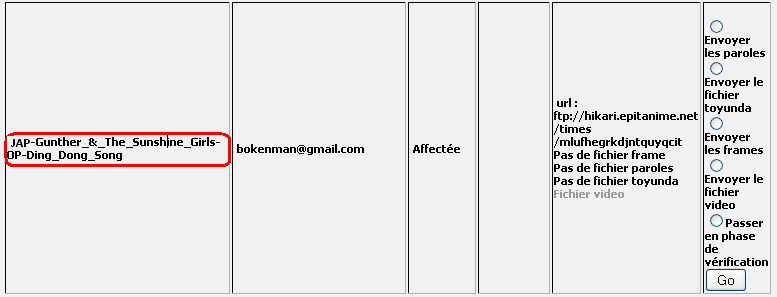 JAP-Gunther_&_The_Sunshine_Girls-
OP-Ding_Dong_Song
bokenman@gmail.com
Affectée
url :
ftp://hikari.epitanime.net
/times
/mlufhegrkdjntquyqcit
Pas de fichier frame
Pas de fichier paroles
Pas de fichier toyunda
Fichier video
Envoyer
les paroles
Envoyer le
fichier
toyunda
Envoyer
les frames
Envoyer le
fichier
video
Passer
en phase
de
vérification
Go